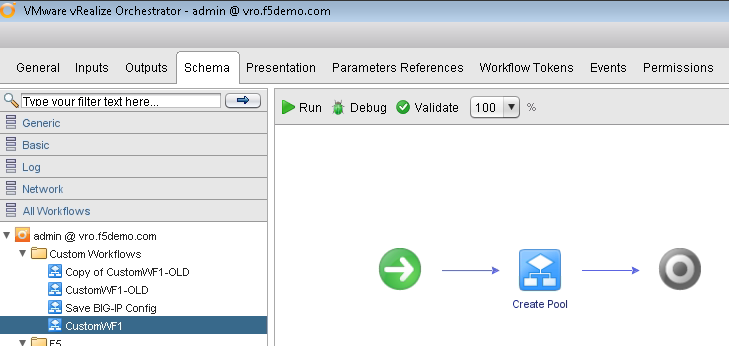 VMware vRealize Orchestrator - admin @ vro.f5demo.com
General Inputs Outputs Schema Presentation Parameters References Workflow Tokens Events Permissions
Type your filter text here...
Run Debug Validate 100 %
Generic
Basic
Log
Network
All Workflows
admin @ vro.f5demo.com
Custom Workflows
Copy of CustomWF1-OLD
CustomWF1-OLD
Save BIG-IP Config
CustomWF1
F5
Create Pool